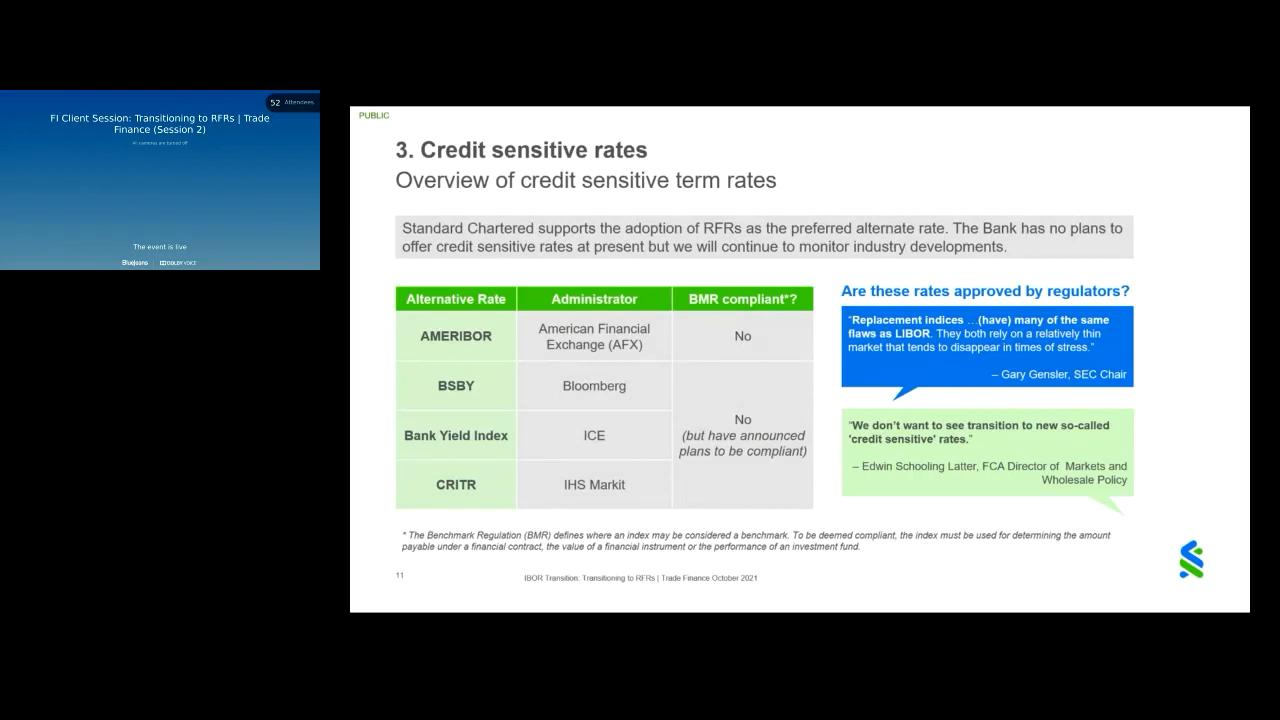 52 Attendees
FI Client Session: Transitioning to RFRs | Trade
Finance (Session 2)
All cameras are turned off
The event is live
BlueJeans | DOLBY VOICE
PUBLIC
3. Credit sensitive rates
Overview of credit sensitive term rates
Standard Chartered supports the adoption of RFRs as the preferred alternate rate. The Bank has no plans to
offer credit sensitive rates at present but we will continue to monitor industry developments.
Alternative Rate Administrator BMR compliant*?
AMERIBOR American Financial
Exchange (AFX) No
BSBY Bloomberg
Bank Yield Index ICE
CRITR IHS Markit
No
(but have announced
plans to be compliant)
Are these rates approved by regulators?
"Replacement indices …(have) many of the same
flaws as LIBOR. They both rely on a relatively thin
market that tends to disappear in times of stress."
– Gary Gensler, SEC Chair
"We don't want to see transition to new so-called
'credit sensitive' rates."
– Edwin Schooling Latter, FCA Director of Markets and
Wholesale Policy
* The Benchmark Regulation (BMR) defines where an index may be considered a benchmark. To be deemed compliant, the index must be used for determining the amount
payable under a financial contract, the value of a financial instrument or the performance of an investment fund.
11
IBOR Transition: Transitioning to RFRs | Trade Finance October 2021